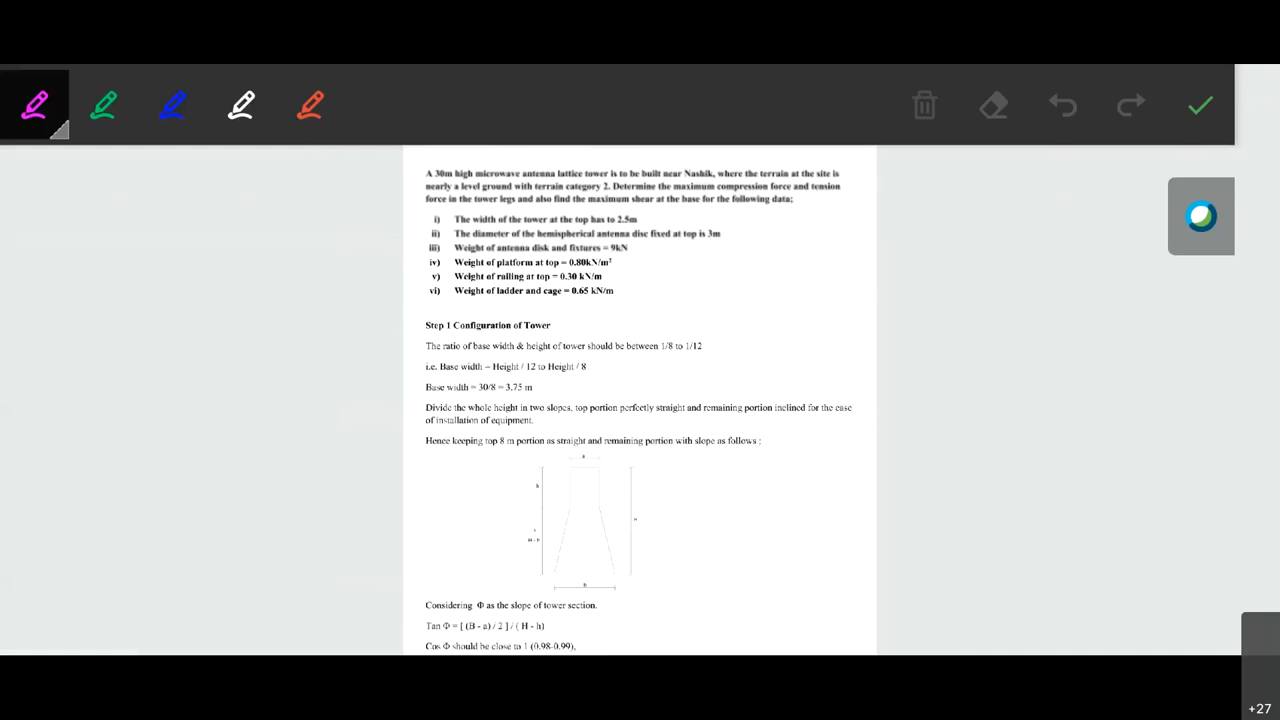 A 30m high microwave antenna lattice tower is to be built near Nashik, where the terrain at the site is
nearly a level ground with terrain category 2. Determine the maximum compression force and tension
force in the tower legs and also find the maximum shear at the base for the following data;
i) The width of the tower at the top has to 2.5m
ii) The diameter of the hemispherical antenna disc fixed at top is 3m
iii) Weight of antenna disk and fixtures = 9kN
iv) Weight of platform at top = 0.80kN/m²
v) Weight of railing at top = 0.30 kN/m
vi) Weight of ladder and cage = 0.65 kN/m
Step 1 Configuration of Tower
The ratio of base width & height of tower should be between 1/8 to 1/12
i.e. Base width = Height / 12 to Height / 8
Base width = 30/8 = 3.75 m
Divide the whole height in two slopes, top portion perfectly straight and remaining portion inclined for the ease
of installation of equipment.
Hence keeping top 8 m portion as straight and remaining portion with slope as follows :
a
h
H - h
B
Considering Φ as the slope of tower section.
Tan Φ = [ (B - a) / 2 ] / ( H - h)
Cos Φ should be close to 1 (0.98-0.99),
+27